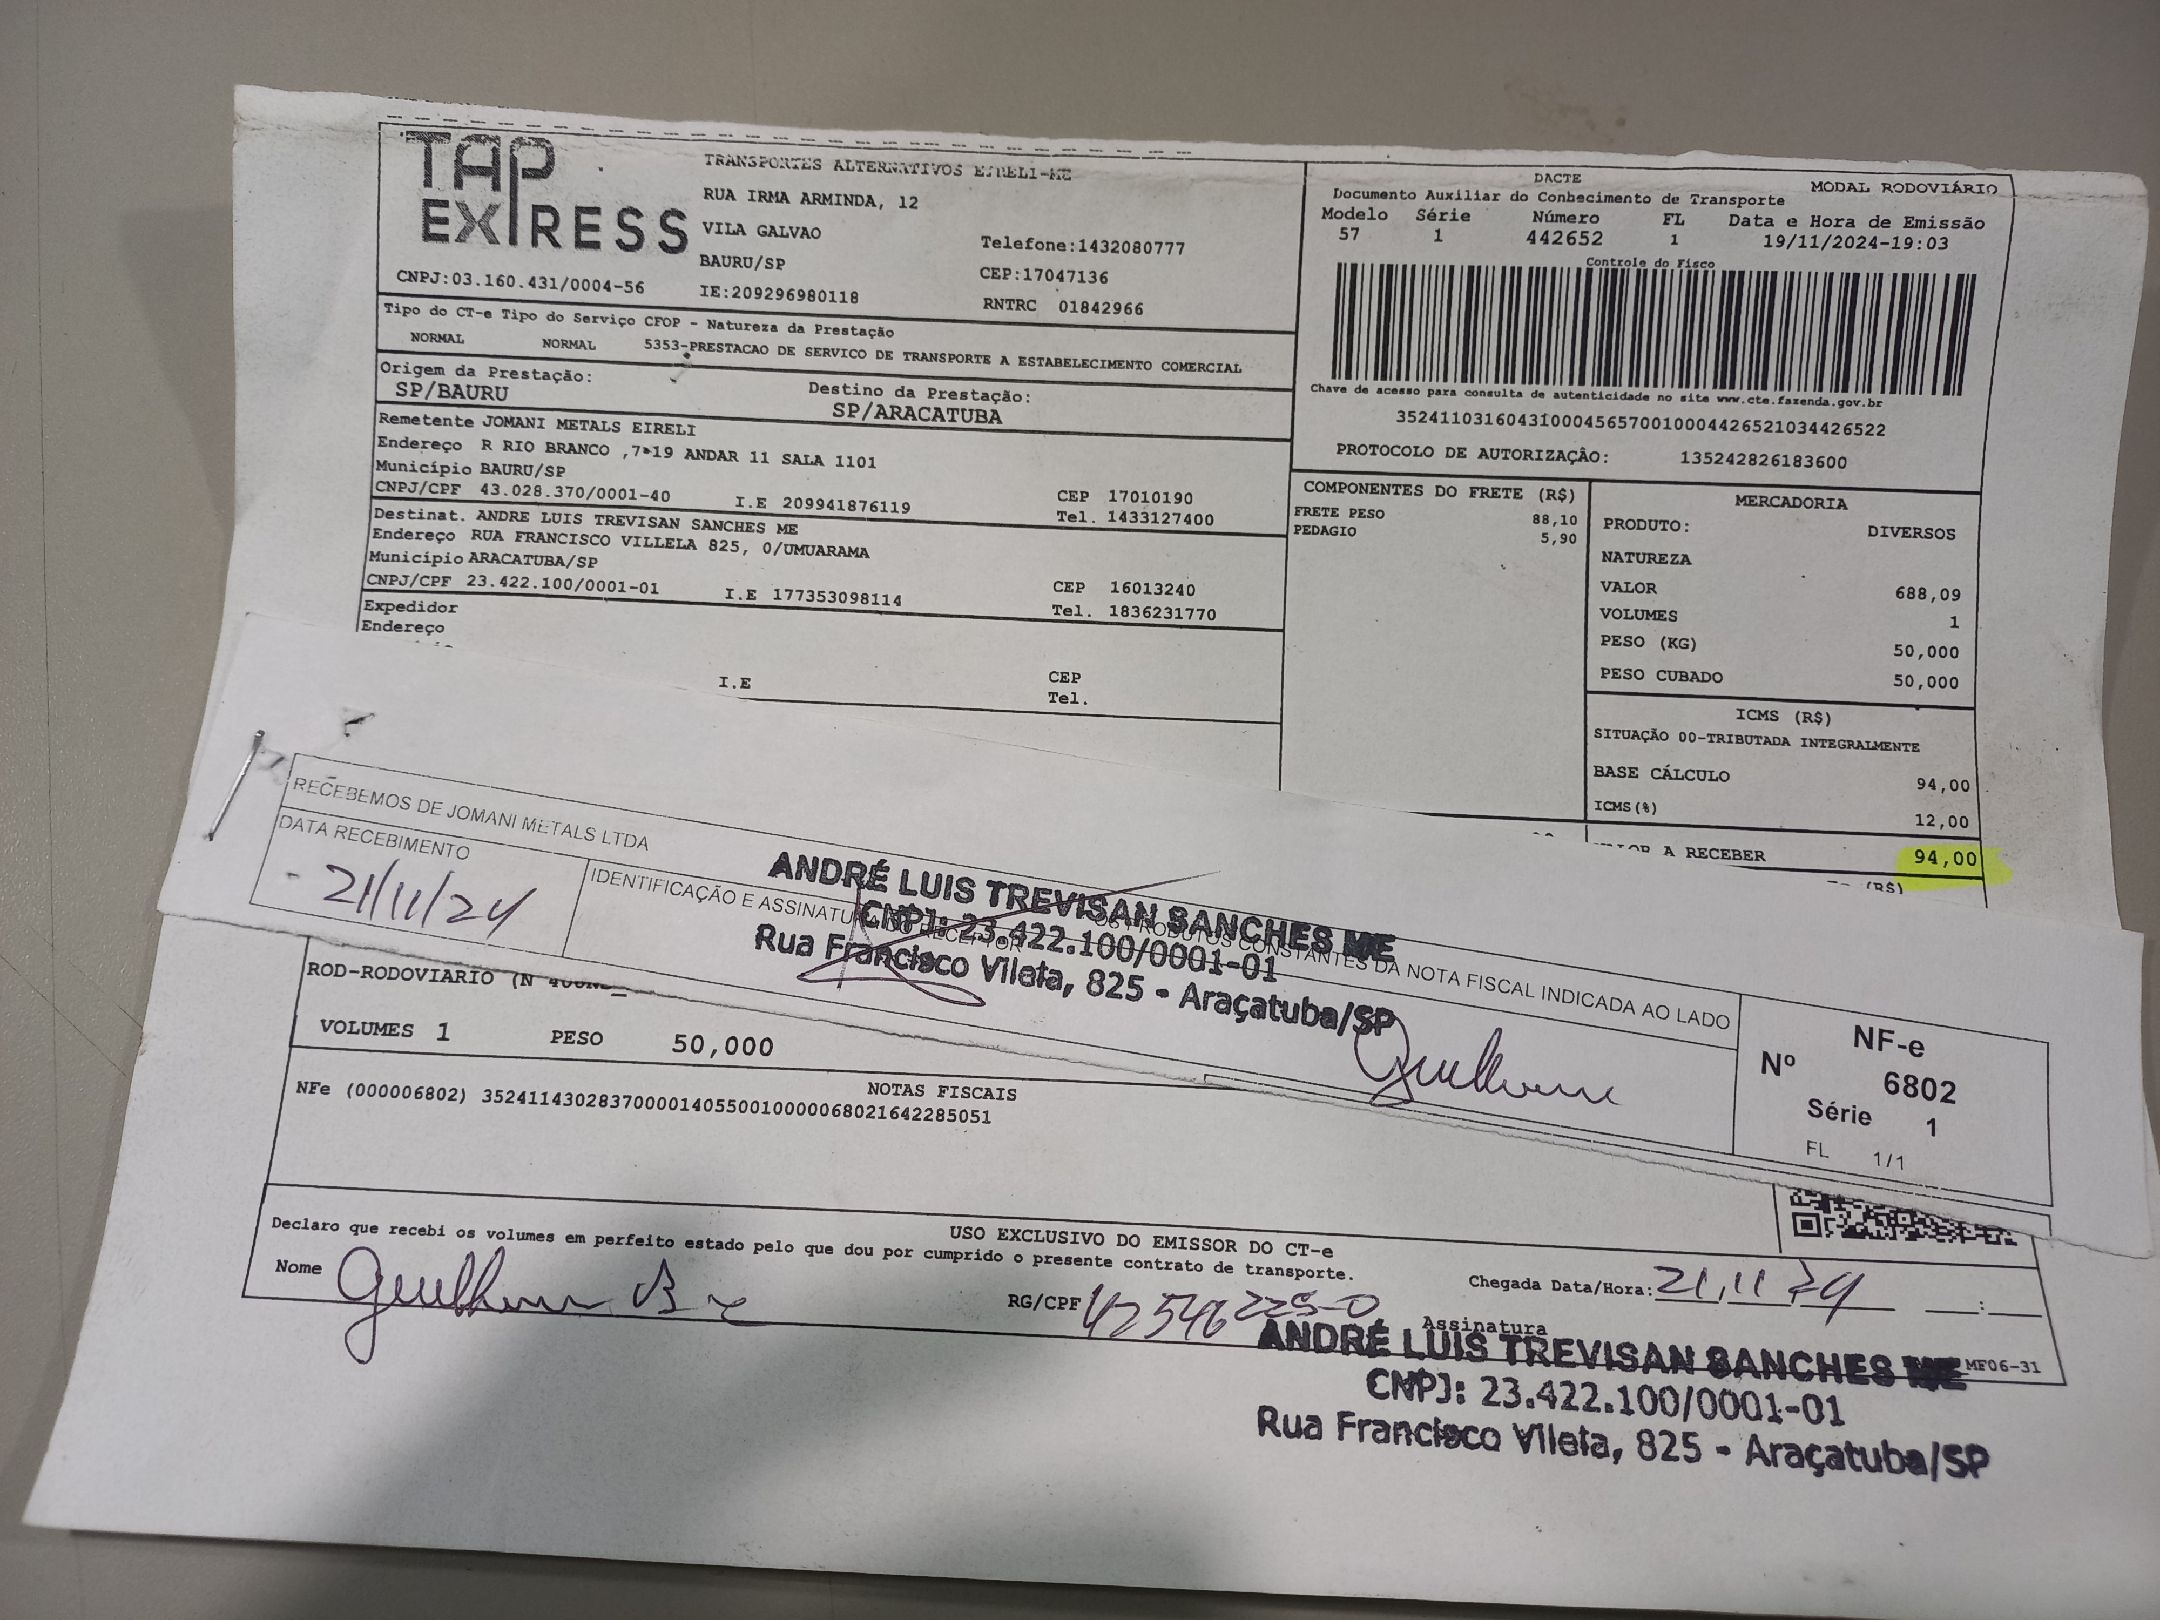 TAP EXPRESS
CNPJ:03.160.431/0004-56
TRANSPORTES ALTERNATIVOS EIRELI-ME
RUA IRMA ARMINDA, 12
VILA GALVAO
BAURU/SP
IE:209296980118
Telefone:1432080777
CEP:17047136
RNTRC 01842966
DACTE
MODAL RODOVIÁRIO
Documento Auxiliar do Conhecimento de Transporte
Modelo Série Número FL Data e Hora de Emissão
57 1 442652 1 19/11/2024-19:03
Controle do Fisco
Chave de acesso para consulta de autenticidade no site www.cte.fazenda.gov.br
35241103160431000456570010004426521034426522
PROTOCOLO DE AUTORIZAÇÃO: 135242826183600
Tipo do CT-e Tipo do Serviço CFOP - Natureza da Prestação
NORMAL NORMAL 5353-PRESTACAO DE SERVICO DE TRANSPORTE A ESTABELECIMENTO COMERCIAL
Origem da Prestação: Destino da Prestação:
SP/BAURU SP/ARACATUBA
Remetente JOMANI METALS EIRELI
Endereço R RIO BRANCO ,7-19 ANDAR 11 SALA 1101
Município BAURU/SP CEP 17010190
CNPJ/CPF 43.028.370/0001-40 I.E 209941876119 Tel. 1433127400
Destinat. ANDRE LUIS TREVISAN SANCHES ME
Endereço RUA FRANCISCO VILLELA 825, 0/UMUARAMA
Município ARACATUBA/SP CEP 16013240
CNPJ/CPF 23.422.100/0001-01 I.E 177353098114 Tel. 1836231770
Expedidor
Endereço
I.E CEP
Tel.
COMPONENTES DO FRETE (R$)
FRETE PESO 88,10
PEDAGIO 5,90
MERCADORIA
PRODUTO: DIVERSOS
NATUREZA
VALOR 688,09
VOLUMES 1
PESO (KG) 50,000
PESO CUBADO 50,000
ICMS (R$)
SITUAÇÃO 00-TRIBUTADA INTEGRALMENTE
BASE CÁLCULO 94,00
ICMS(%) 12,00
A RECEBER 94,00
(R$)
RECEBEMOS DE JOMANI METALS LTDA OS PRODUTOS CONSTANTES DA NOTA FISCAL INDICADA AO LADO
DATA RECEBIMENTO
21/11/24
IDENTIFICAÇÃO E ASSINATURA DO RECEPTOR
ANDRÉ LUIS TREVISAN SANCHES ME
CNPJ: 23.422.100/0001-01
Rua Francisco Vilela, 825 - Araçatuba/SP
Guilherme
NF-e
Nº 6802
Série 1
FL 1/1
ROD-RODOVIARIO (N
VOLUMES 1 PESO 50,000
NOTAS FISCAIS
NFe (000006802) 35241143028370000140550010000068021642285051
USO EXCLUSIVO DO EMISSOR DO CT-e
Declaro que recebi os volumes em perfeito estado pelo que dou por cumprido o presente contrato de transporte.
Nome Guilherme RG/CPF 42546225-0 Chegada Data/Hora: 21,11 24 :
Assinatura
MF06-31
ANDRÉ LUIS TREVISAN SANCHES ME
CNPJ: 23.422.100/0001-01
Rua Francisco Vilela, 825 - Araçatuba/SP